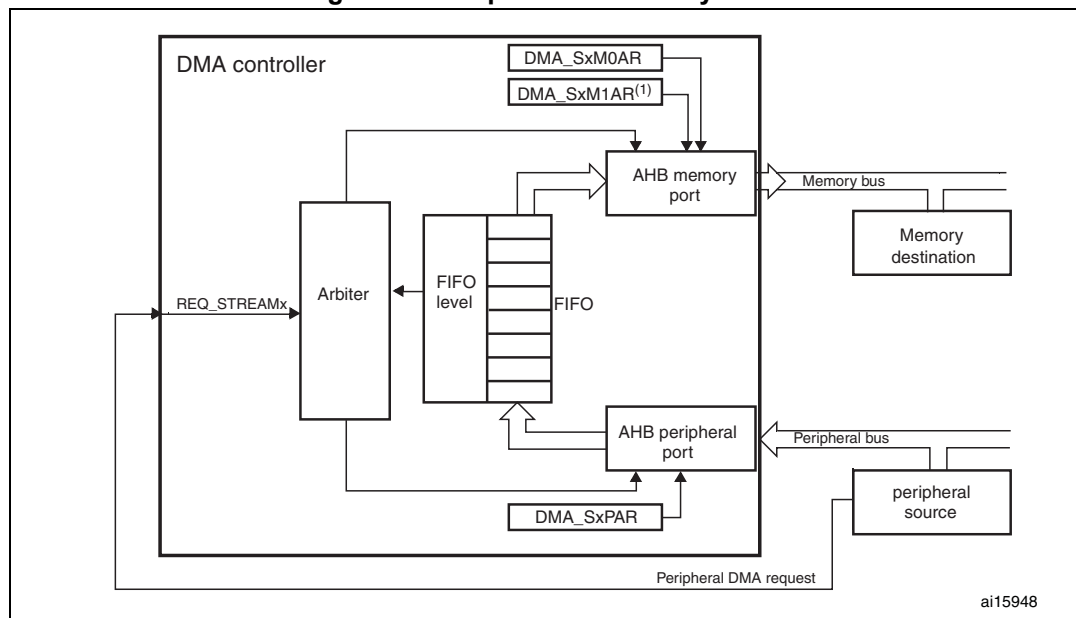 DMA controller
DMA_SxM0AR
DMA_SxM1AR(1)
AHB memory
port
Memory bus
Memory
destination
Arbiter
FIFO
level
FIFO
REQ_STREAMx
AHB peripheral
port
Peripheral bus
peripheral
source
DMA_SxPAR
Peripheral DMA request
ai15948